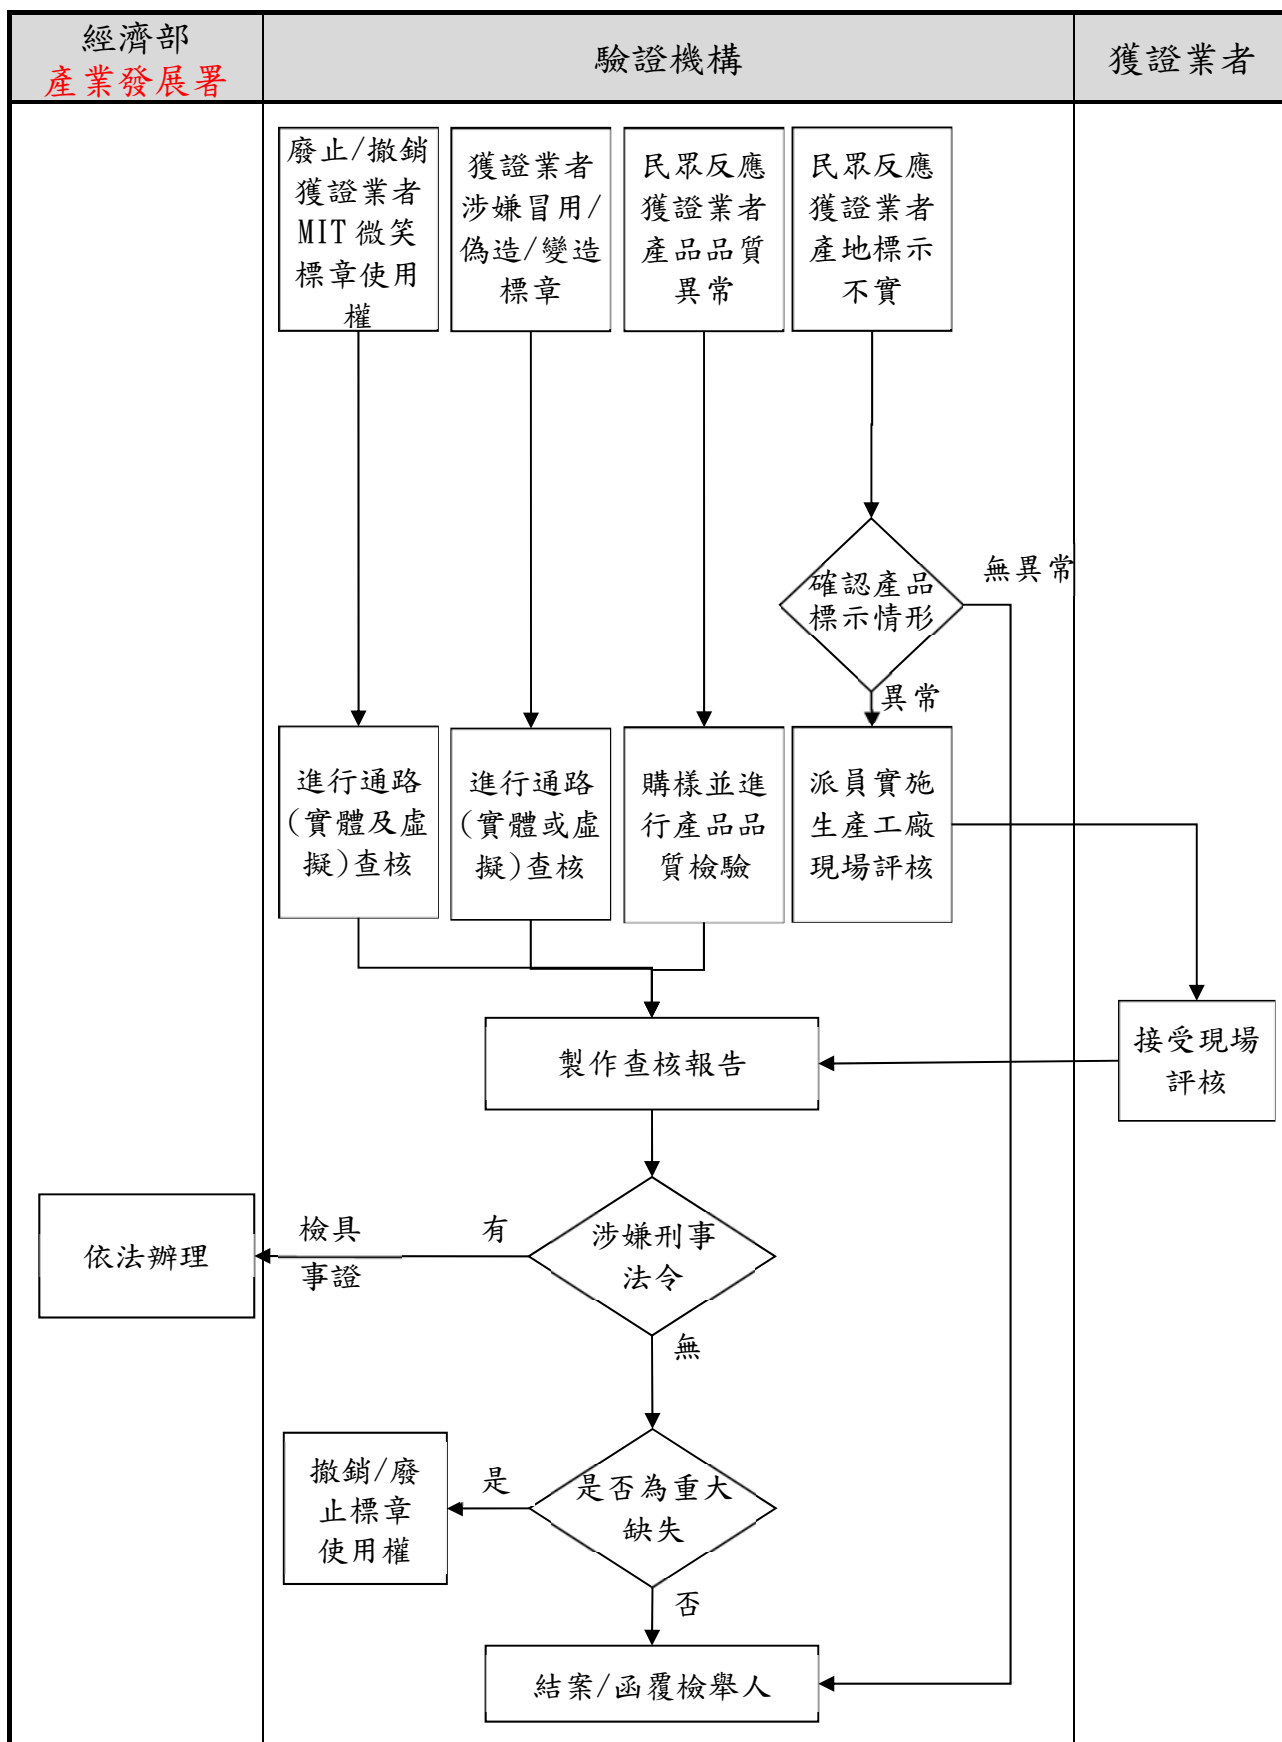 經濟部
產業發展署
驗證機構
獲證業者
廢止/撤銷
獲證業者
MIT微笑
標章使用
權
獲證業者
涉嫌冒用/
偽造/變造
標章
民眾反應
獲證業者
產品品質
異常
民眾反應
獲證業者
產地標示
不實
確認產品
標示情形
無異常
異常
進行通路
(實體及虛
擬)查核
進行通路
(實體或虛
擬)查核
購樣並進
行產品品
質檢驗
派員實施
生產工廠
現場評核
接受現場
評核
製作查核報告
涉嫌刑事
法令
有
檢具
事證
依法辦理
無
是否為重大
缺失
是
撤銷/廢
止標章
使用權
否
結案/函覆檢舉人